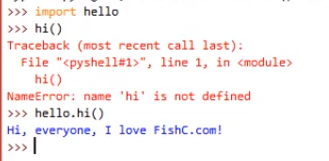 >>> import hello
>>> hi()
Traceback (most recent call last):
  File "<pyshell#1>", line 1, in <module>
    hi()
NameError: name 'hi' is not defined
>>> hello.hi()
Hi, everyone, I love FishC.com!
>>>